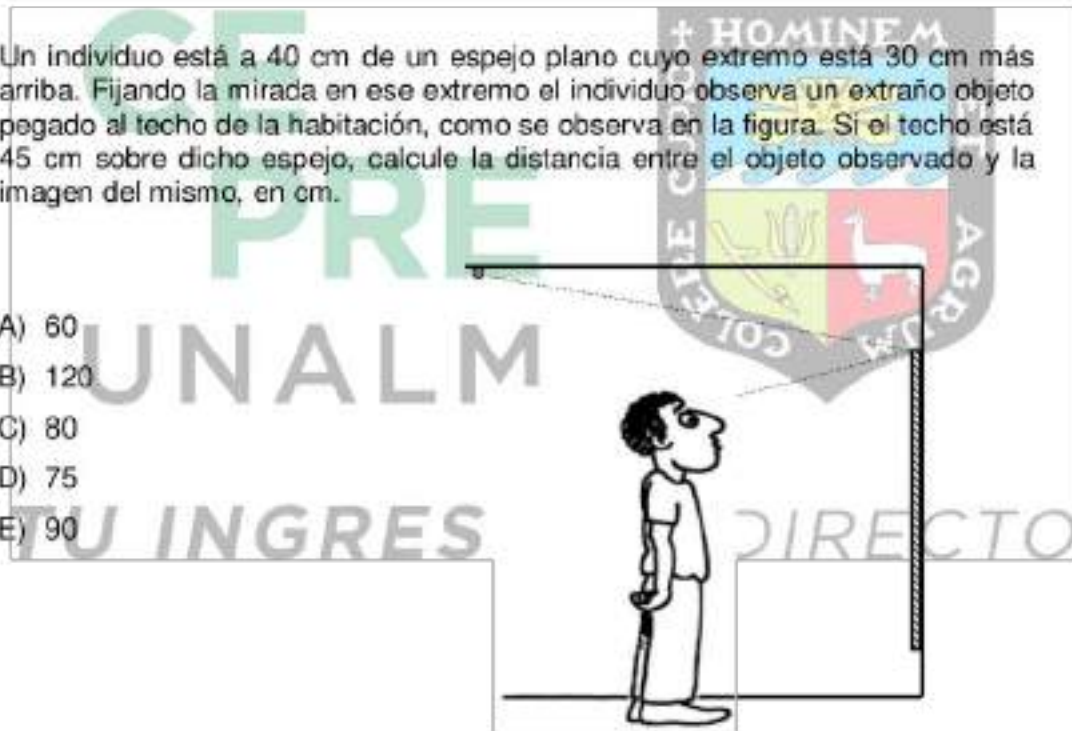 Un individuo está a 40 cm de un espejo plano cuyo extremo está 30 cm más
arriba. Fijando la mirada en ese extremo el individuo observa un extraño objeto
pegado al techo de la habitación, como se observa en la figura. Si el techo está
45 cm sobre dicho espejo, calcule la distancia entre el objeto observado y la
imagen del mismo, en cm.
A) 60
B) 120
C) 80
D) 75
E) 90
CE
PRE
UNALM
TU INGRES DIRECTO
+ HOMINEM
COLERE AGRUM